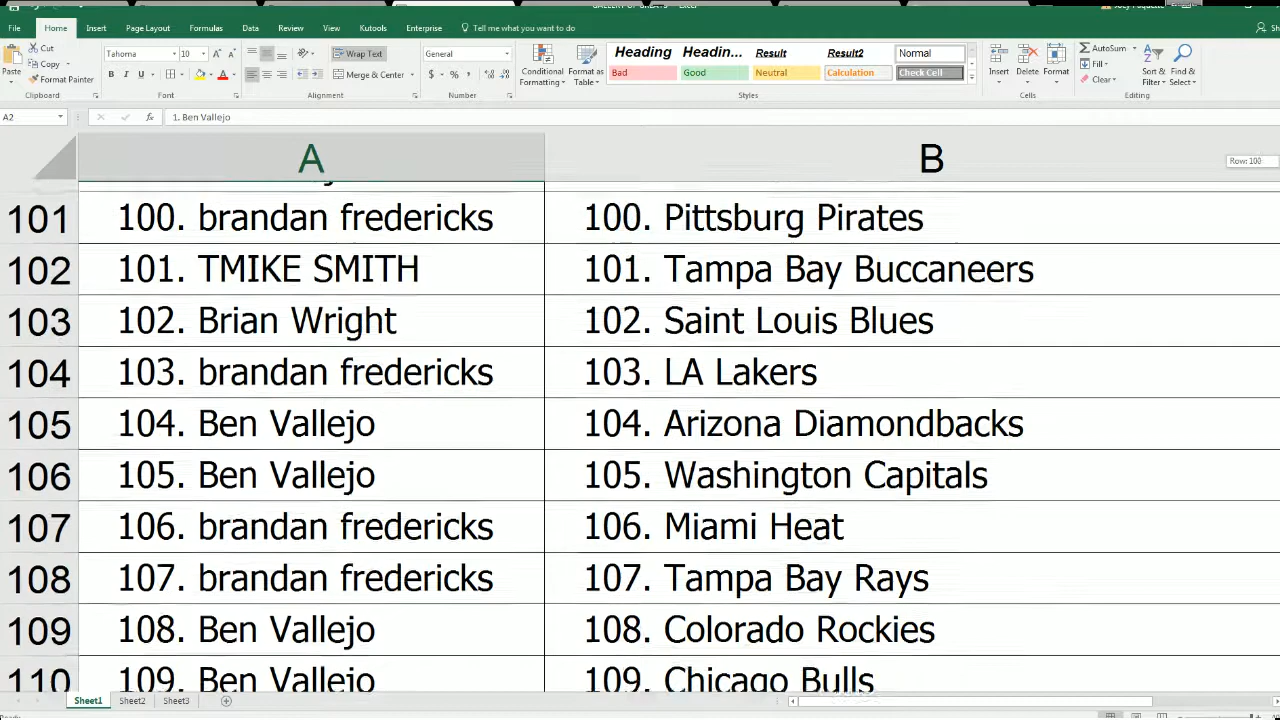 File Home Insert Page Layout Formulas Data Review View Kutools Enterprise Tell me what you want to do
Cut
Copy
Format Painter
Paste
Clipboard
Tahoma 10
Font
Wrap Text
Merge & Center
Alignment
General
$ % ,
Number
Conditional Formatting
Format as Table
Heading Headin... Result Result2 Normal
Bad Good Neutral Calculation Check Cell
Styles
Insert Delete Format
Cells
AutoSum
Fill
Clear
Sort & Filter
Find & Select
Editing
A2 fx 1. Ben Vallejo
A B
Row: 100
101 100. brandan fredericks 100. Pittsburg Pirates
102 101. TMIKE SMITH 101. Tampa Bay Buccaneers
103 102. Brian Wright 102. Saint Louis Blues
104 103. brandan fredericks 103. LA Lakers
105 104. Ben Vallejo 104. Arizona Diamondbacks
106 105. Ben Vallejo 105. Washington Capitals
107 106. brandan fredericks 106. Miami Heat
108 107. brandan fredericks 107. Tampa Bay Rays
109 108. Ben Vallejo 108. Colorado Rockies
110 109. Ben Vallejo 109. Chicago Bulls
Sheet1 Sheet2 Sheet3